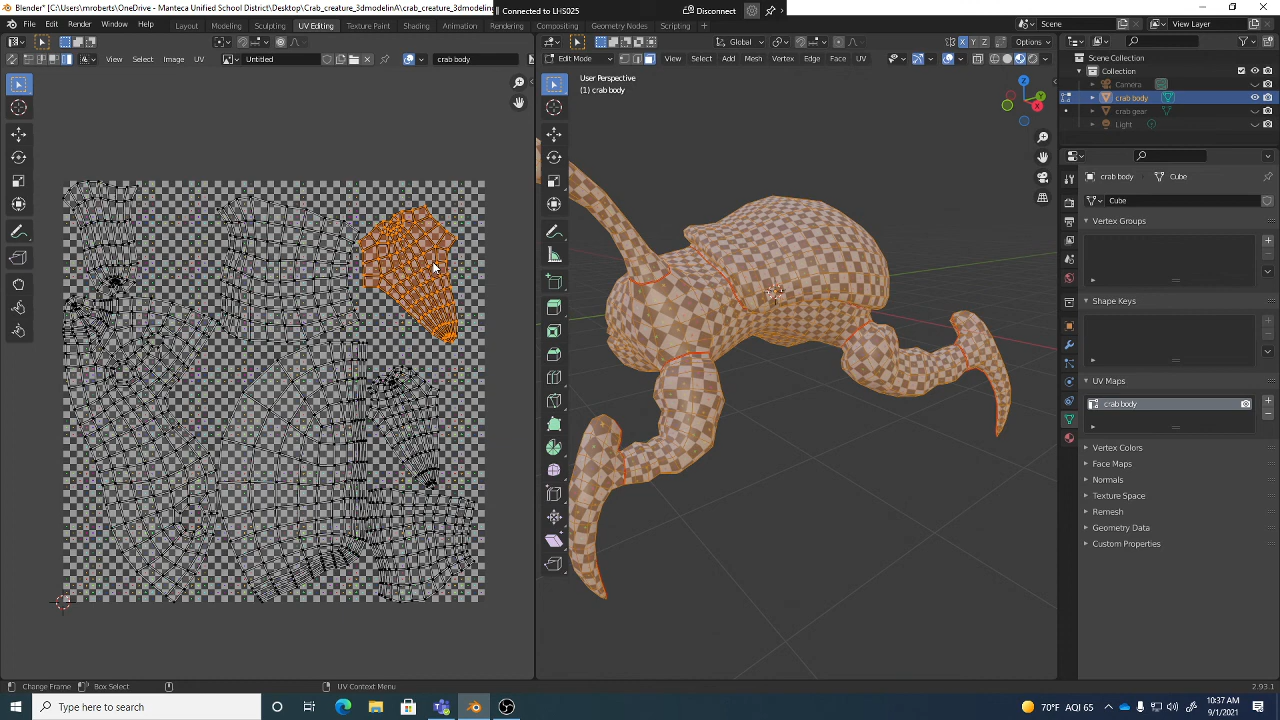 Blender* [C:\Users\mroberts\OneDrive - Manteca Unified School District\Desktop\Crab_creature_3dmodelinA\crab_creature_3dmodeling
Connected to LHS025
Disconnect
File Edit Render Window Help
Layout Modeling Sculpting UV Editing Texture Paint Shading Animation Rendering Compositing Geometry Nodes Scripting
Scene
View Layer
Global
Options
View Select Image UV
Untitled
crab body
Edit Mode
View Select Add Mesh Vertex Edge Face UV
User Perspective
(1) crab body
Z
Y
X
X Y Z
Scene Collection
Collection
Camera
crab body
crab gear
Light
crab body
Cube
Cube
Vertex Groups
Shape Keys
UV Maps
crab body
Vertex Colors
Face Maps
Normals
Texture Space
Remesh
Geometry Data
Custom Properties
Change Frame
Box Select
UV Context Menu
2.93.1
Type here to search
70°F AQI 65
10:37 AM
9/1/2021